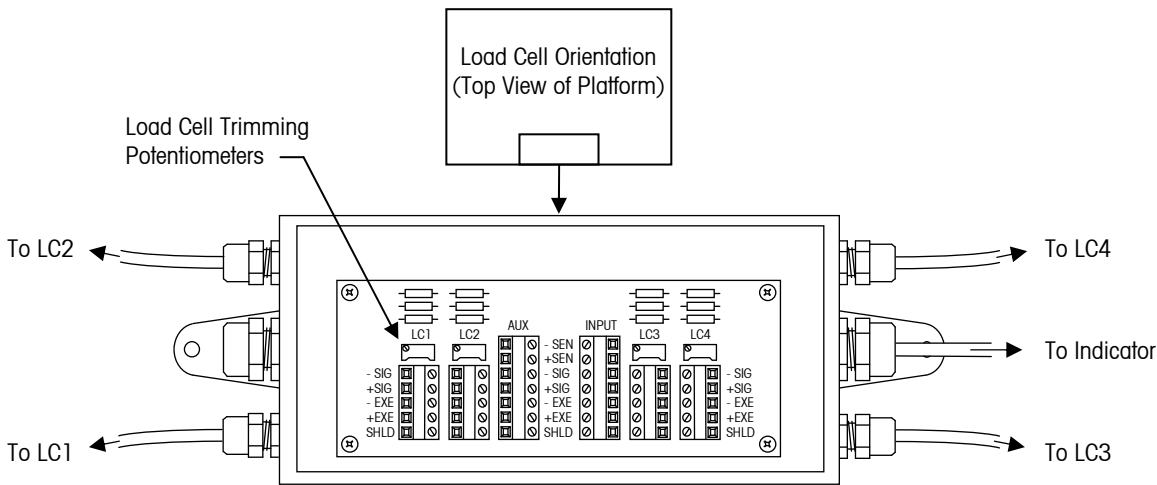 Load Cell Orientation
(Top View of Platform)
Load Cell Trimming
Potentiometers
To LC2
To LC4
LC1
LC2
AUX
INPUT
LC3
LC4
- SEN
+SEN
- SIG
- SIG
- SIG
+SIG
+SIG
+SIG
- EXE
- EXE
- EXE
+EXE
+EXE
+EXE
SHLD
SHLD
SHLD
To Indicator
To LC1
To LC3